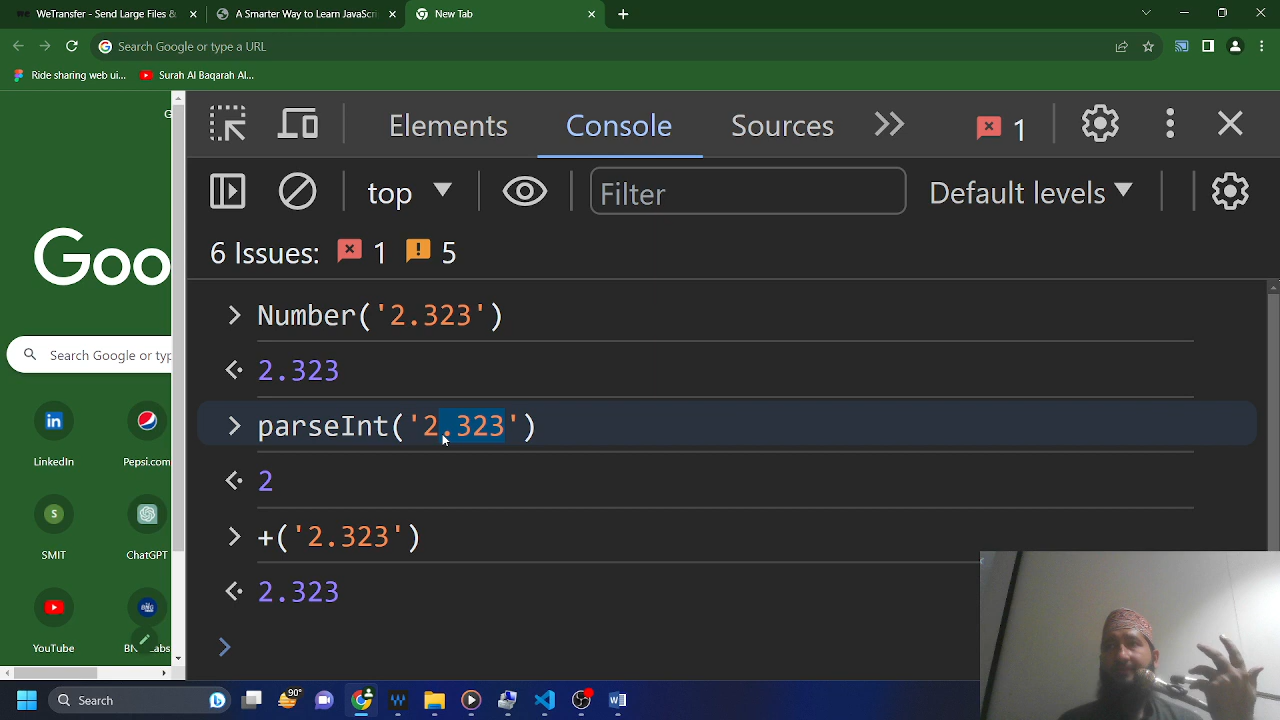 WeTransfer - Send Large Files &
A Smarter Way to Learn JavaScri
New Tab
Search Google or type a URL
Ride sharing web ui...
Surah Al Baqarah Al...
Elements
Console
Sources
1
top
Filter
Default levels
6 Issues:
1
5
G
Goo
Search Google or typ
LinkedIn
Pepsi.com
S
SMIT
ChatGPT
YouTube
> Number('2.323')
2.323
> parseInt('2.323')
2
> +('2.323')
2.323
>
Search
90°